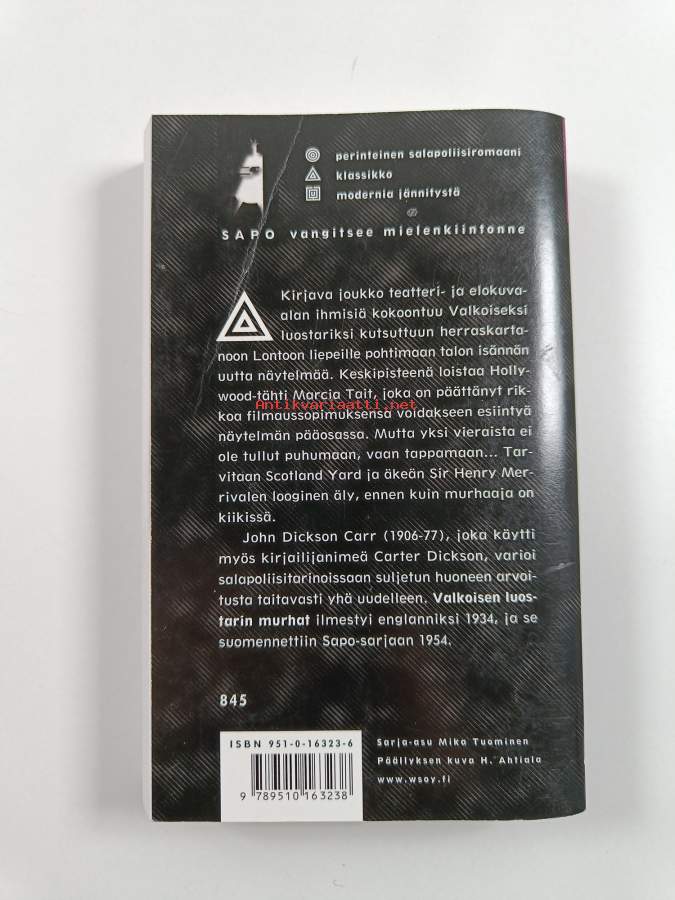 perinteinen salapoliisiromaani
klassikko
modernia jännitystä
SAPO vangitsee mielenkiintonne
Kirjava joukko teatteri- ja elokuva-
alan ihmisiä kokoontuu Valkoiseksi
luostariksi kutsuttuun herraskarta-
noon Lontoon liepeille pohtimaan talon isännän
uutta näytelmää. Keskipisteenä loistaa Holly-
wood-tähti Marcia Tait, joka on päättänyt rik-
Antikvariaatti.net
koa filmaussopimuksensa voidakseen esiintyä
näytelmän pääosassa. Mutta yksi vieraista ei
ole tullut puhumaan, vaan tappamaan... Tar-
vitaan Scotland Yard ja äkeän Sir Henry Mer-
rivalen looginen äly, ennen kuin murhaaja on
kiikissä.
John Dickson Carr (1906-77), joka käytti
myös kirjailijanimeä Carter Dickson, varioi
salapoliisitarinoissaan suljetun huoneen arvoi-
tusta taitavasti yhä uudelleen. Valkoisen luos-
tarin murhat ilmestyi englanniksi 1934, ja se
suomennettiin Sapo-sarjaan 1954.
845
ISBN 951-0-16323-6
9 789510 163238
Sarja-asu Mika Tuominen
Päällyksen kuva H. Ahtiala
www.wsoy.fi